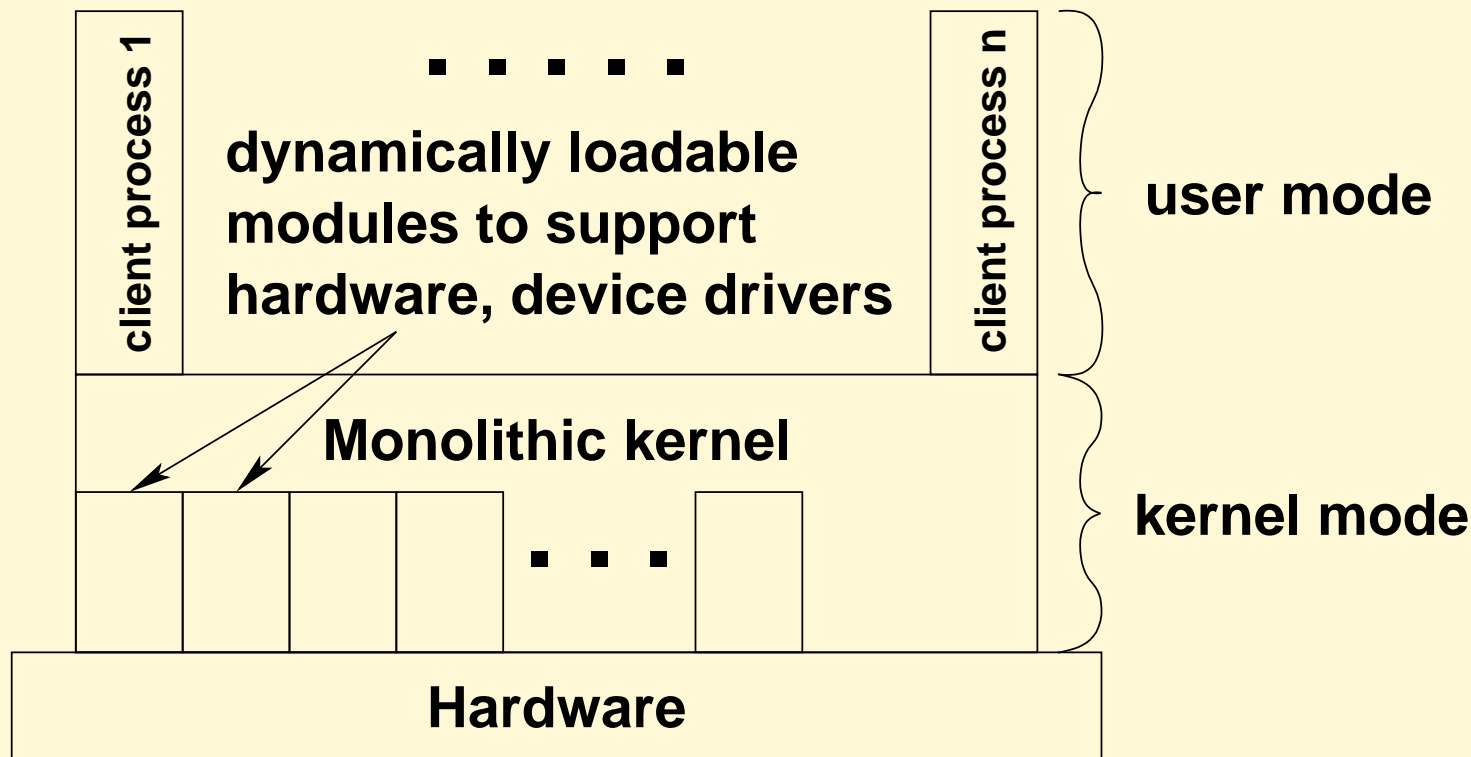 client process 1
client process n
dynamically loadable
modules to support
hardware, device drivers
user mode
Monolithic kernel
kernel mode
Hardware